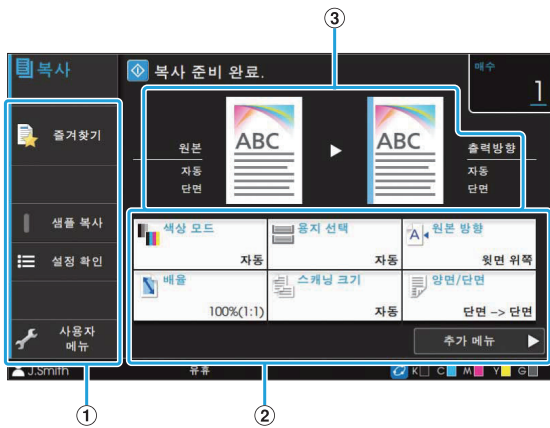 ③
복사
복사 준비 완료.
매수
1
즐겨찾기
ABC
ABC
원본
자동
단면
출력방향
자동
단면
샘플 복사
설정 확인
사용자
메뉴
색상 모드
자동
용지 선택
자동
A
원본 방향
윗면 위쪽
배율
100%(1:1)
스캐닝 크기
자동
양면/단면
단면 -> 단면
추가 메뉴
J.Smith
유휴
K C M Y G
①
②